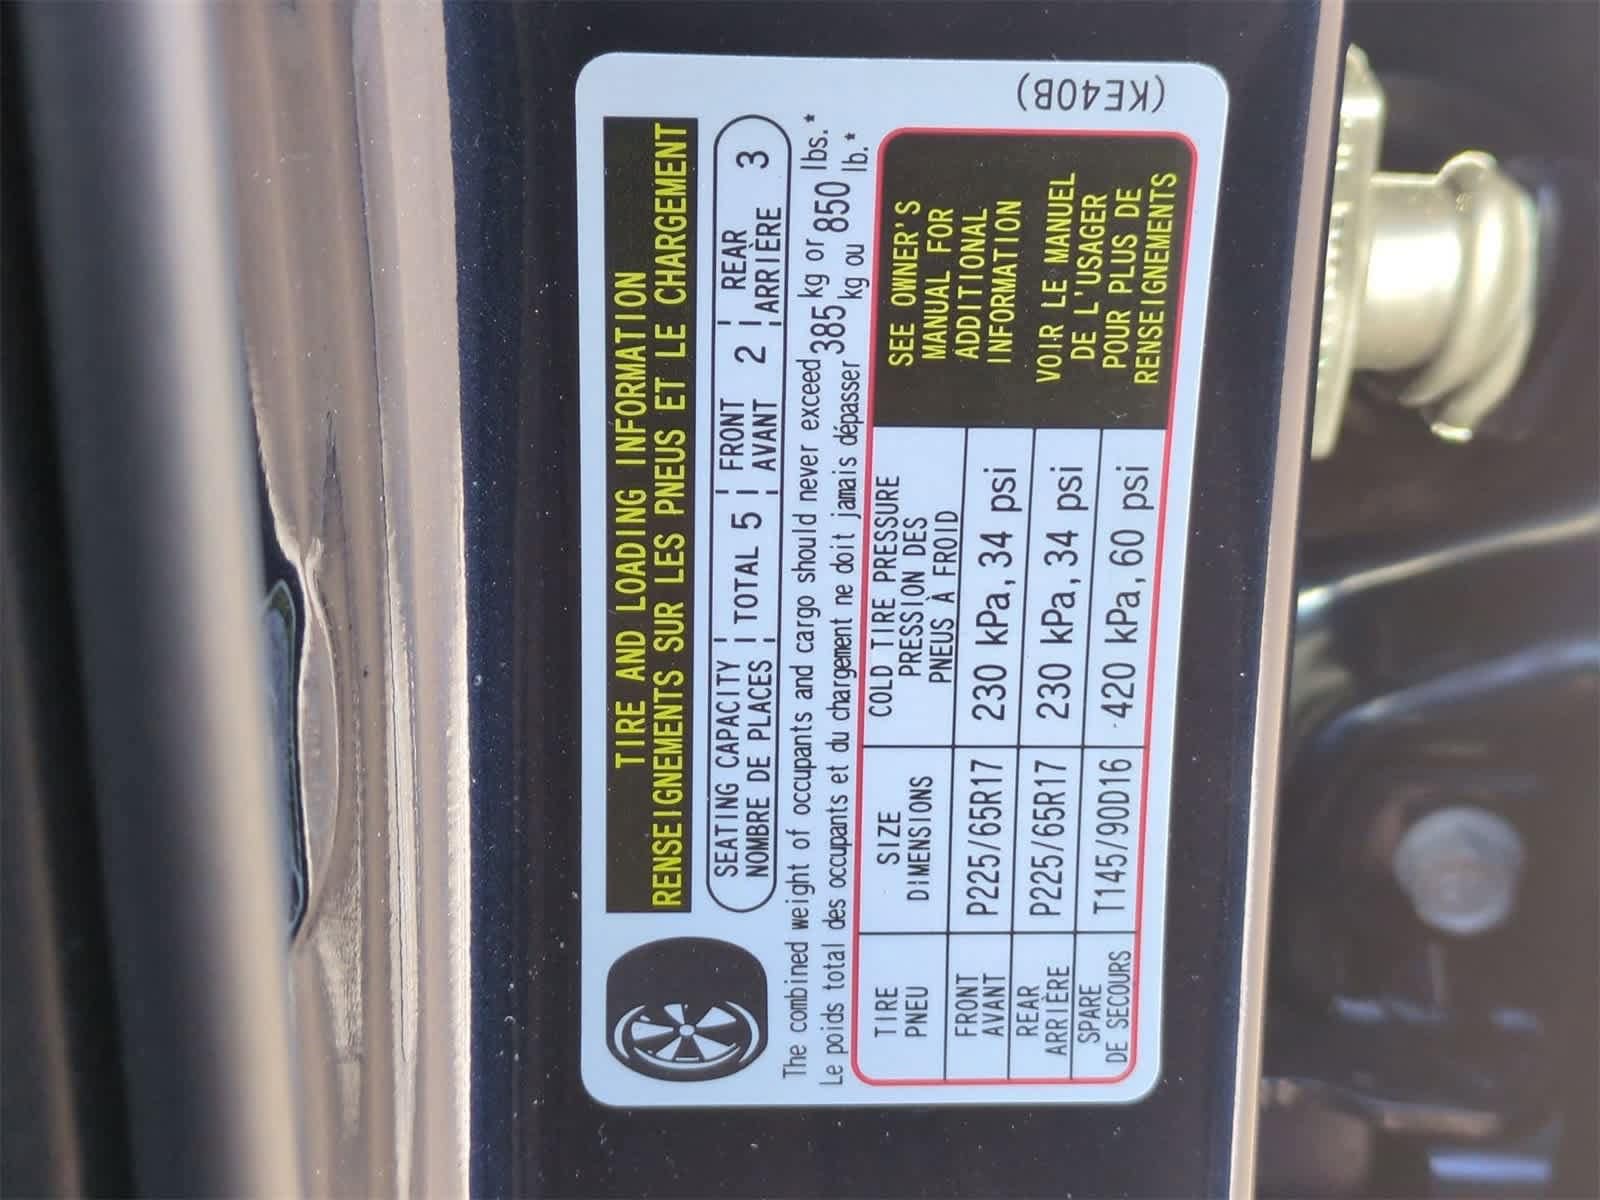 TIRE AND LOADING INFORMATION
RENSEIGNEMENTS SUR LES PNEUS ET LE CHARGEMENT
SEATING CAPACITY
NOMBRE DE PLACES
TOTAL 5
FRONT
AVANT
2
REAR
ARRIÈRE
3
The combined weight of occupants and cargo should never exceed 385 kg or 850 lbs.*
Le poids total des occupants et du chargement ne doit jamais dépasser kg ou lb.*
TIRE
PNEU
SIZE
DIMENSIONS
COLD TIRE PRESSURE
PRESSION DES
PNEUS À FROID
FRONT
AVANT
P225/65R17
230 kPa, 34 psi
REAR
ARRIÈRE
P225/65R17
230 kPa, 34 psi
SPARE
DE SECOURS
T145/90D16
420 kPa, 60 psi
SEE OWNER'S
MANUAL FOR
ADDITIONAL
INFORMATION
VOIR LE MANUEL
DE L'USAGER
POUR PLUS DE
RENSEIGNEMENTS
(KE40B)